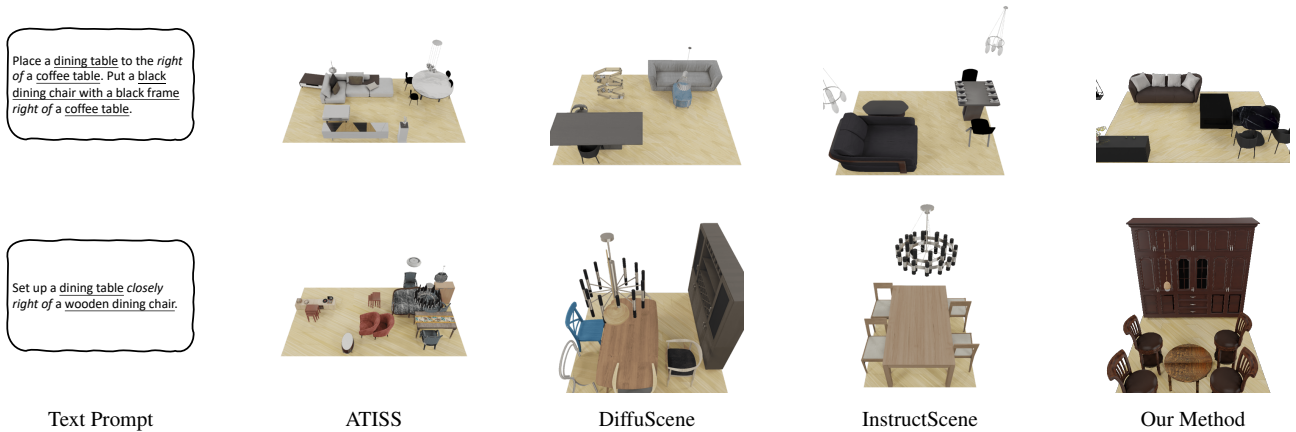 Place a dining table to the right
of a coffee table. Put a black
dining chair with a black frame
right of a coffee table.
Set up a dining table closely
right of a wooden dining chair.
Text Prompt
ATISS
DiffuScene
InstructScene
Our Method